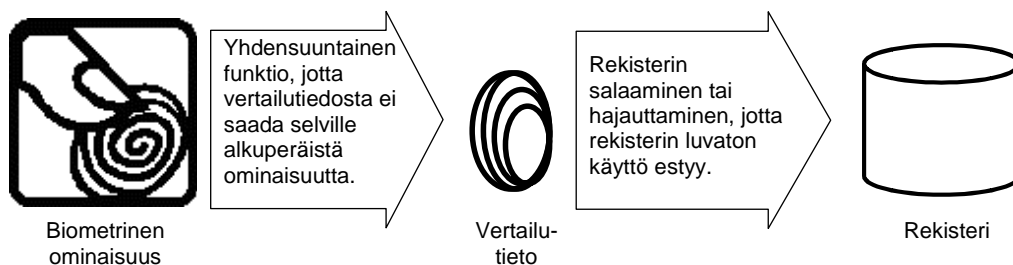 Yhdensuuntainen
funktio, jotta
vertailutiedosta ei
saada selville
alkuperäistä
ominaisuutta.
Rekisterin
salaaminen tai
hajauttaminen, jotta
rekisterin luvaton
käyttö estyy.
Biometrinen
ominaisuus
Vertailu-
tieto
Rekisteri